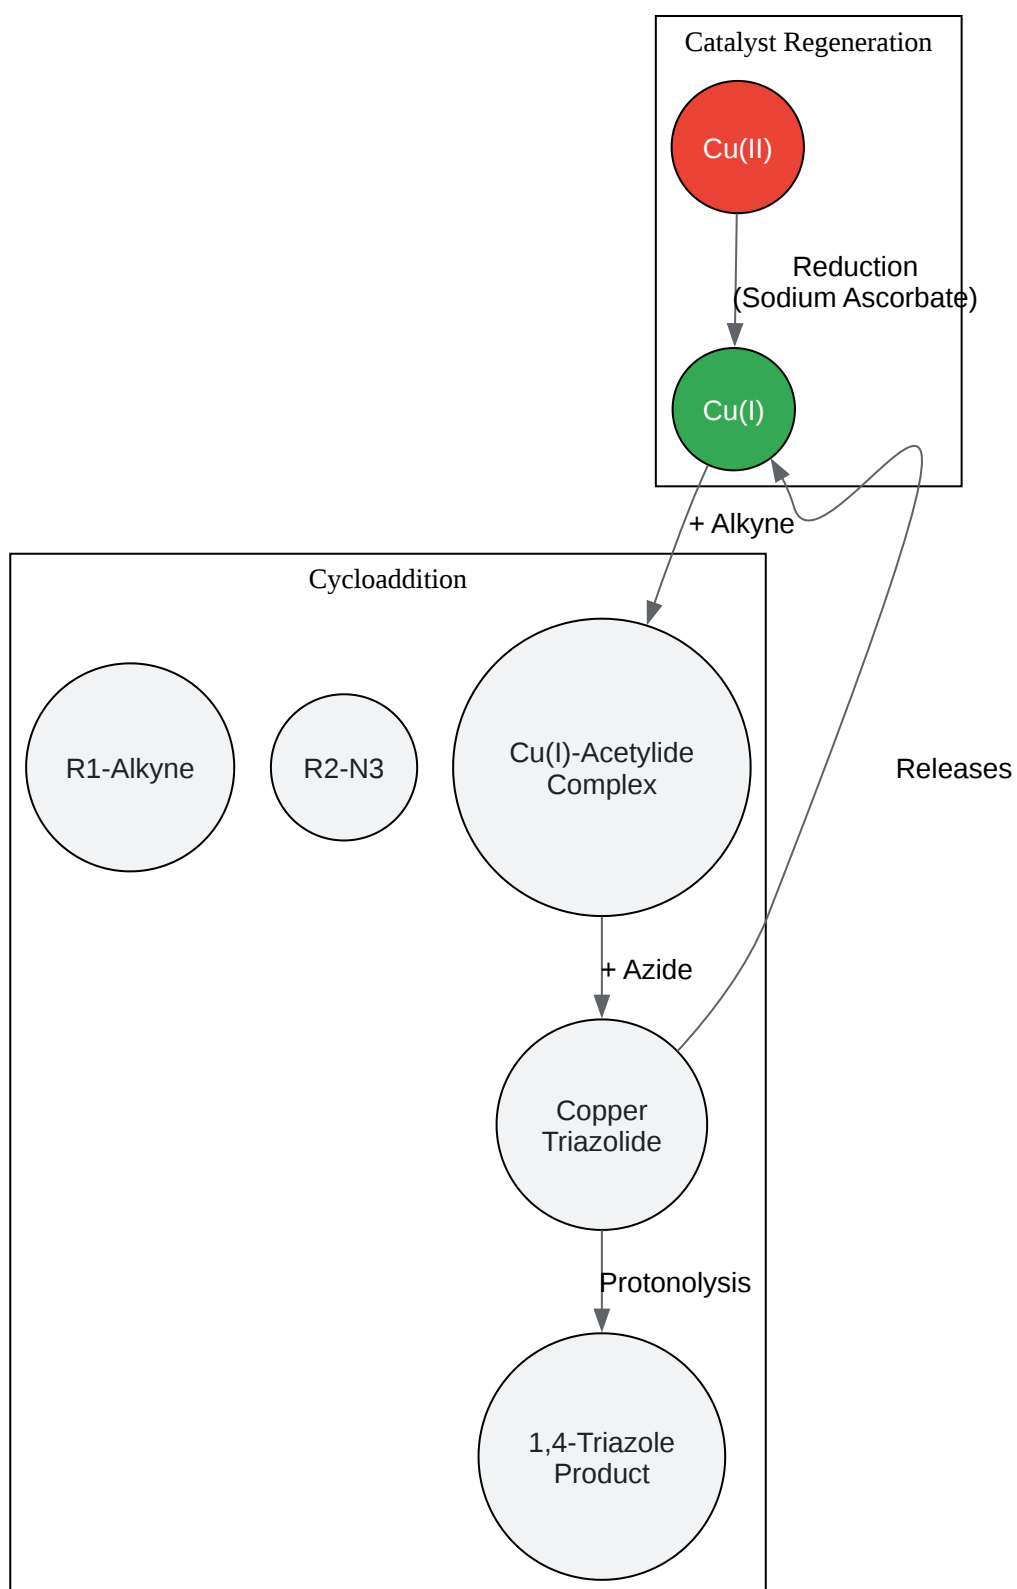 Catalyst Regeneration
Cu(II)
Reduction
(Sodium Ascorbate)
Cu(I)
+ Alkyne
Cycloaddition
R1-Alkyne
R2-N3
Cu(I)-Acetylide
Complex
Releases
+ Azide
Copper
Triazolide
Protonolysis
1,4-Triazole
Product